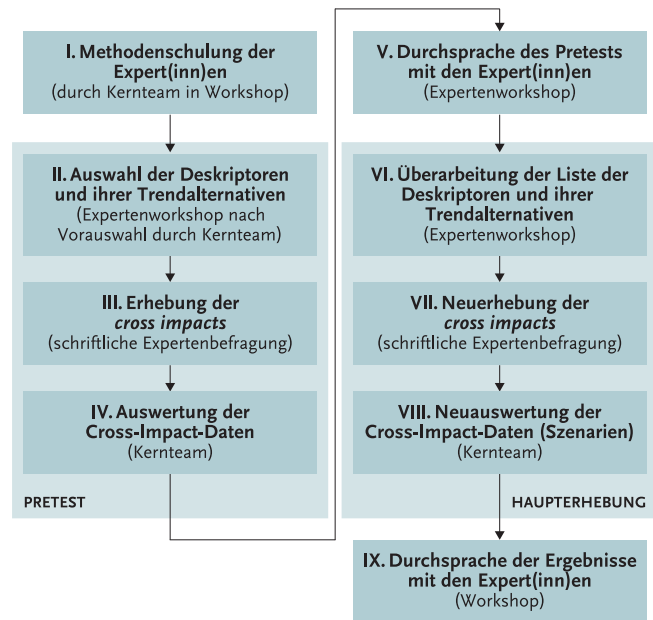 I. Methodenschulung der
Expert(inn)en
(durch Kernteam in Workshop)
II. Auswahl der Deskriptoren
und ihrer Trendalternativen
(Expertenworkshop nach
Vorauswahl durch Kernteam)
III. Erhebung der
cross impacts
(schriftliche Expertenbefragung)
IV. Auswertung der
Cross-Impact-Daten
(Kernteam)
PRETEST
V. Durchsprache des Pretests
mit den Expert(inn)en
(Expertenworkshop)
VI. Überarbeitung der Liste der
Deskriptoren und ihrer
Trendalternativen
(Expertenworkshop)
VII. Neuerhebung der
cross impacts
(schriftliche Expertenbefragung)
VIII. Neuauswertung der
Cross-Impact-Daten (Szenarien)
(Kernteam)
HAUPTERHEBUNG
IX. Durchsprache der Ergebnisse
mit den Expert(inn)en
(Workshop)